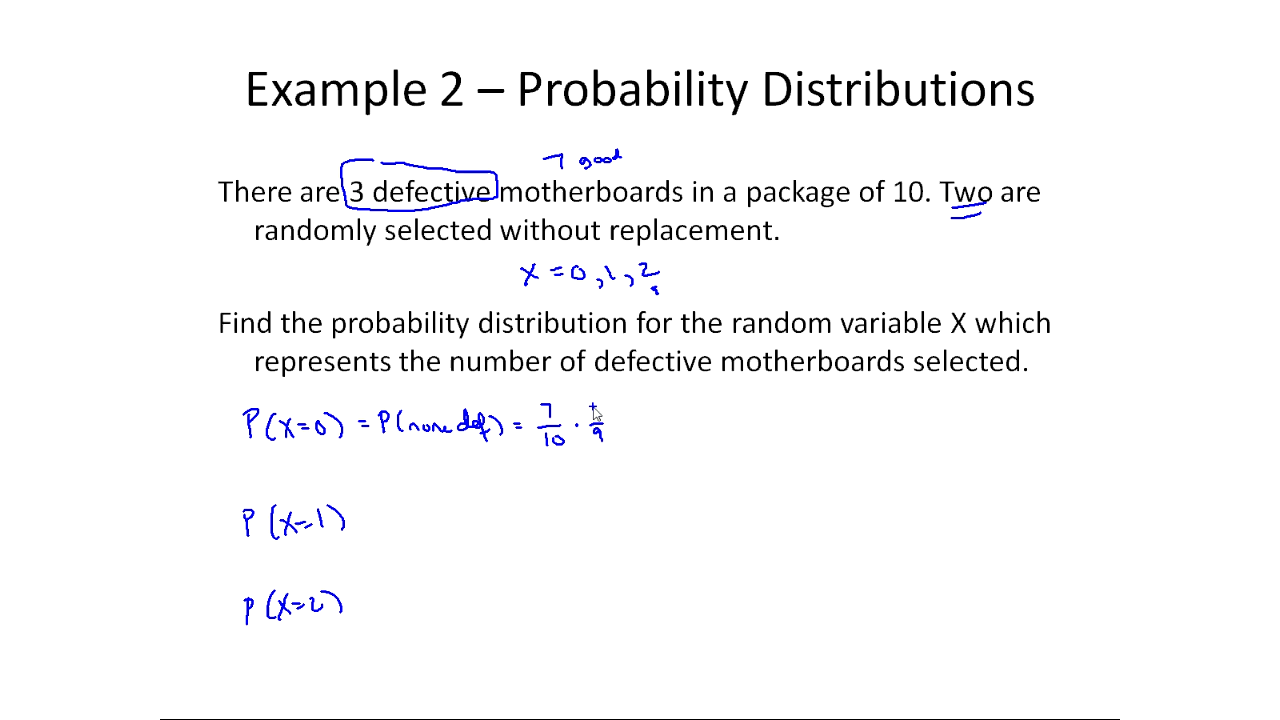 Example 2 – Probability Distributions
7 good
There are 3 defective motherboards in a package of 10. Two are
randomly selected without replacement.
x = 0, 1, 2
Find the probability distribution for the random variable X which
represents the number of defective motherboards selected.
P(X=0) = P(none def) = 7/10 · /9
P(X=1)
P(X=2)